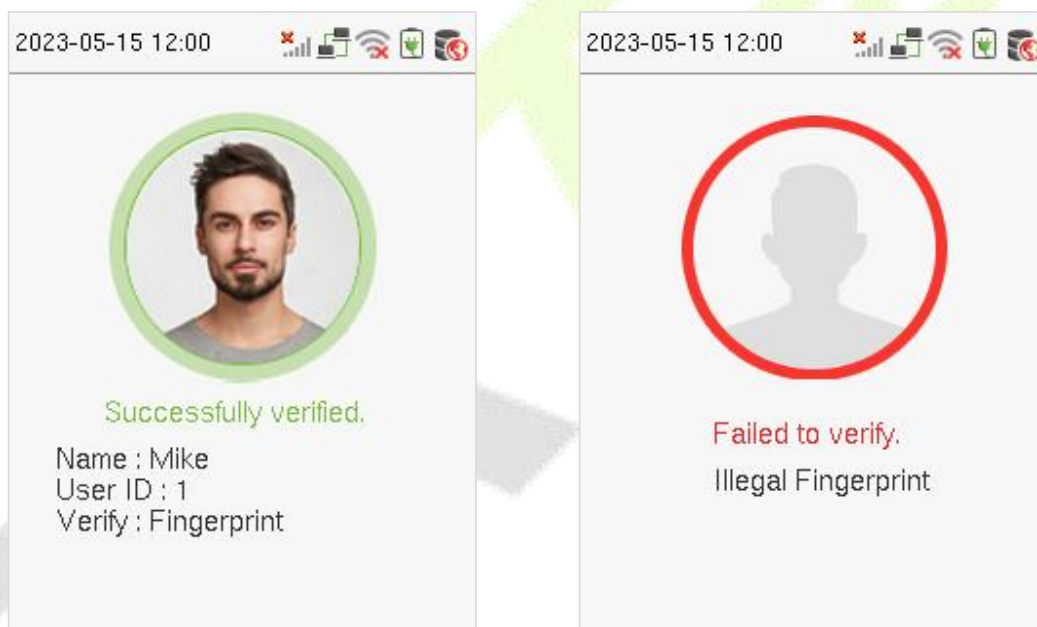 2023-05-15 12:00
Successfully verified.
Name : Mike
User ID : 1
Verify : Fingerprint
2023-05-15 12:00
Failed to verify.
Illegal Fingerprint